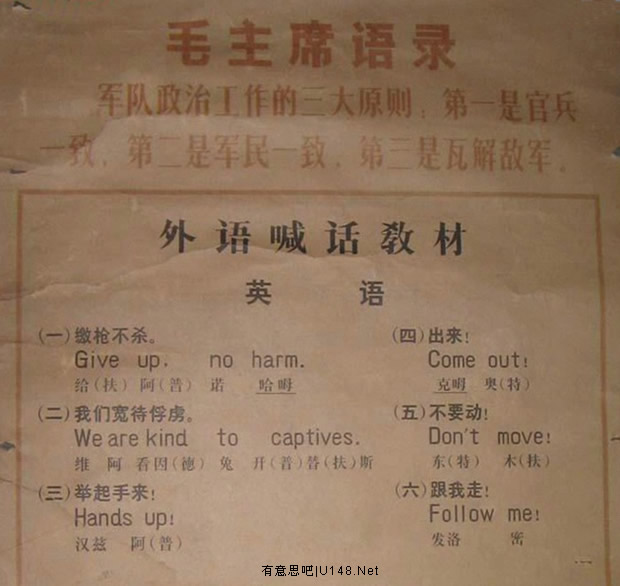 毛主席语录
军队政治工作的三大原则：第一是官兵
一致，第二是军民一致，第三是瓦解敌军。
外语喊话教材
英 语
(一)缴枪不杀。
Give up, no harm.
给(扶) 阿(普) 诺 哈姆
(二)我们宽待俘虏。
We are kind to captives.
维 阿 看因(德) 兔 开(普)替(扶)斯
(三)举起手来！
Hands up!
汉兹 阿(普)
(四)出来！
Come out!
克姆 奥(特)
(五)不要动！
Don't move!
东(特) 木(扶)
(六)跟我走！
Follow me!
发洛 密
有意思吧|U148.Net